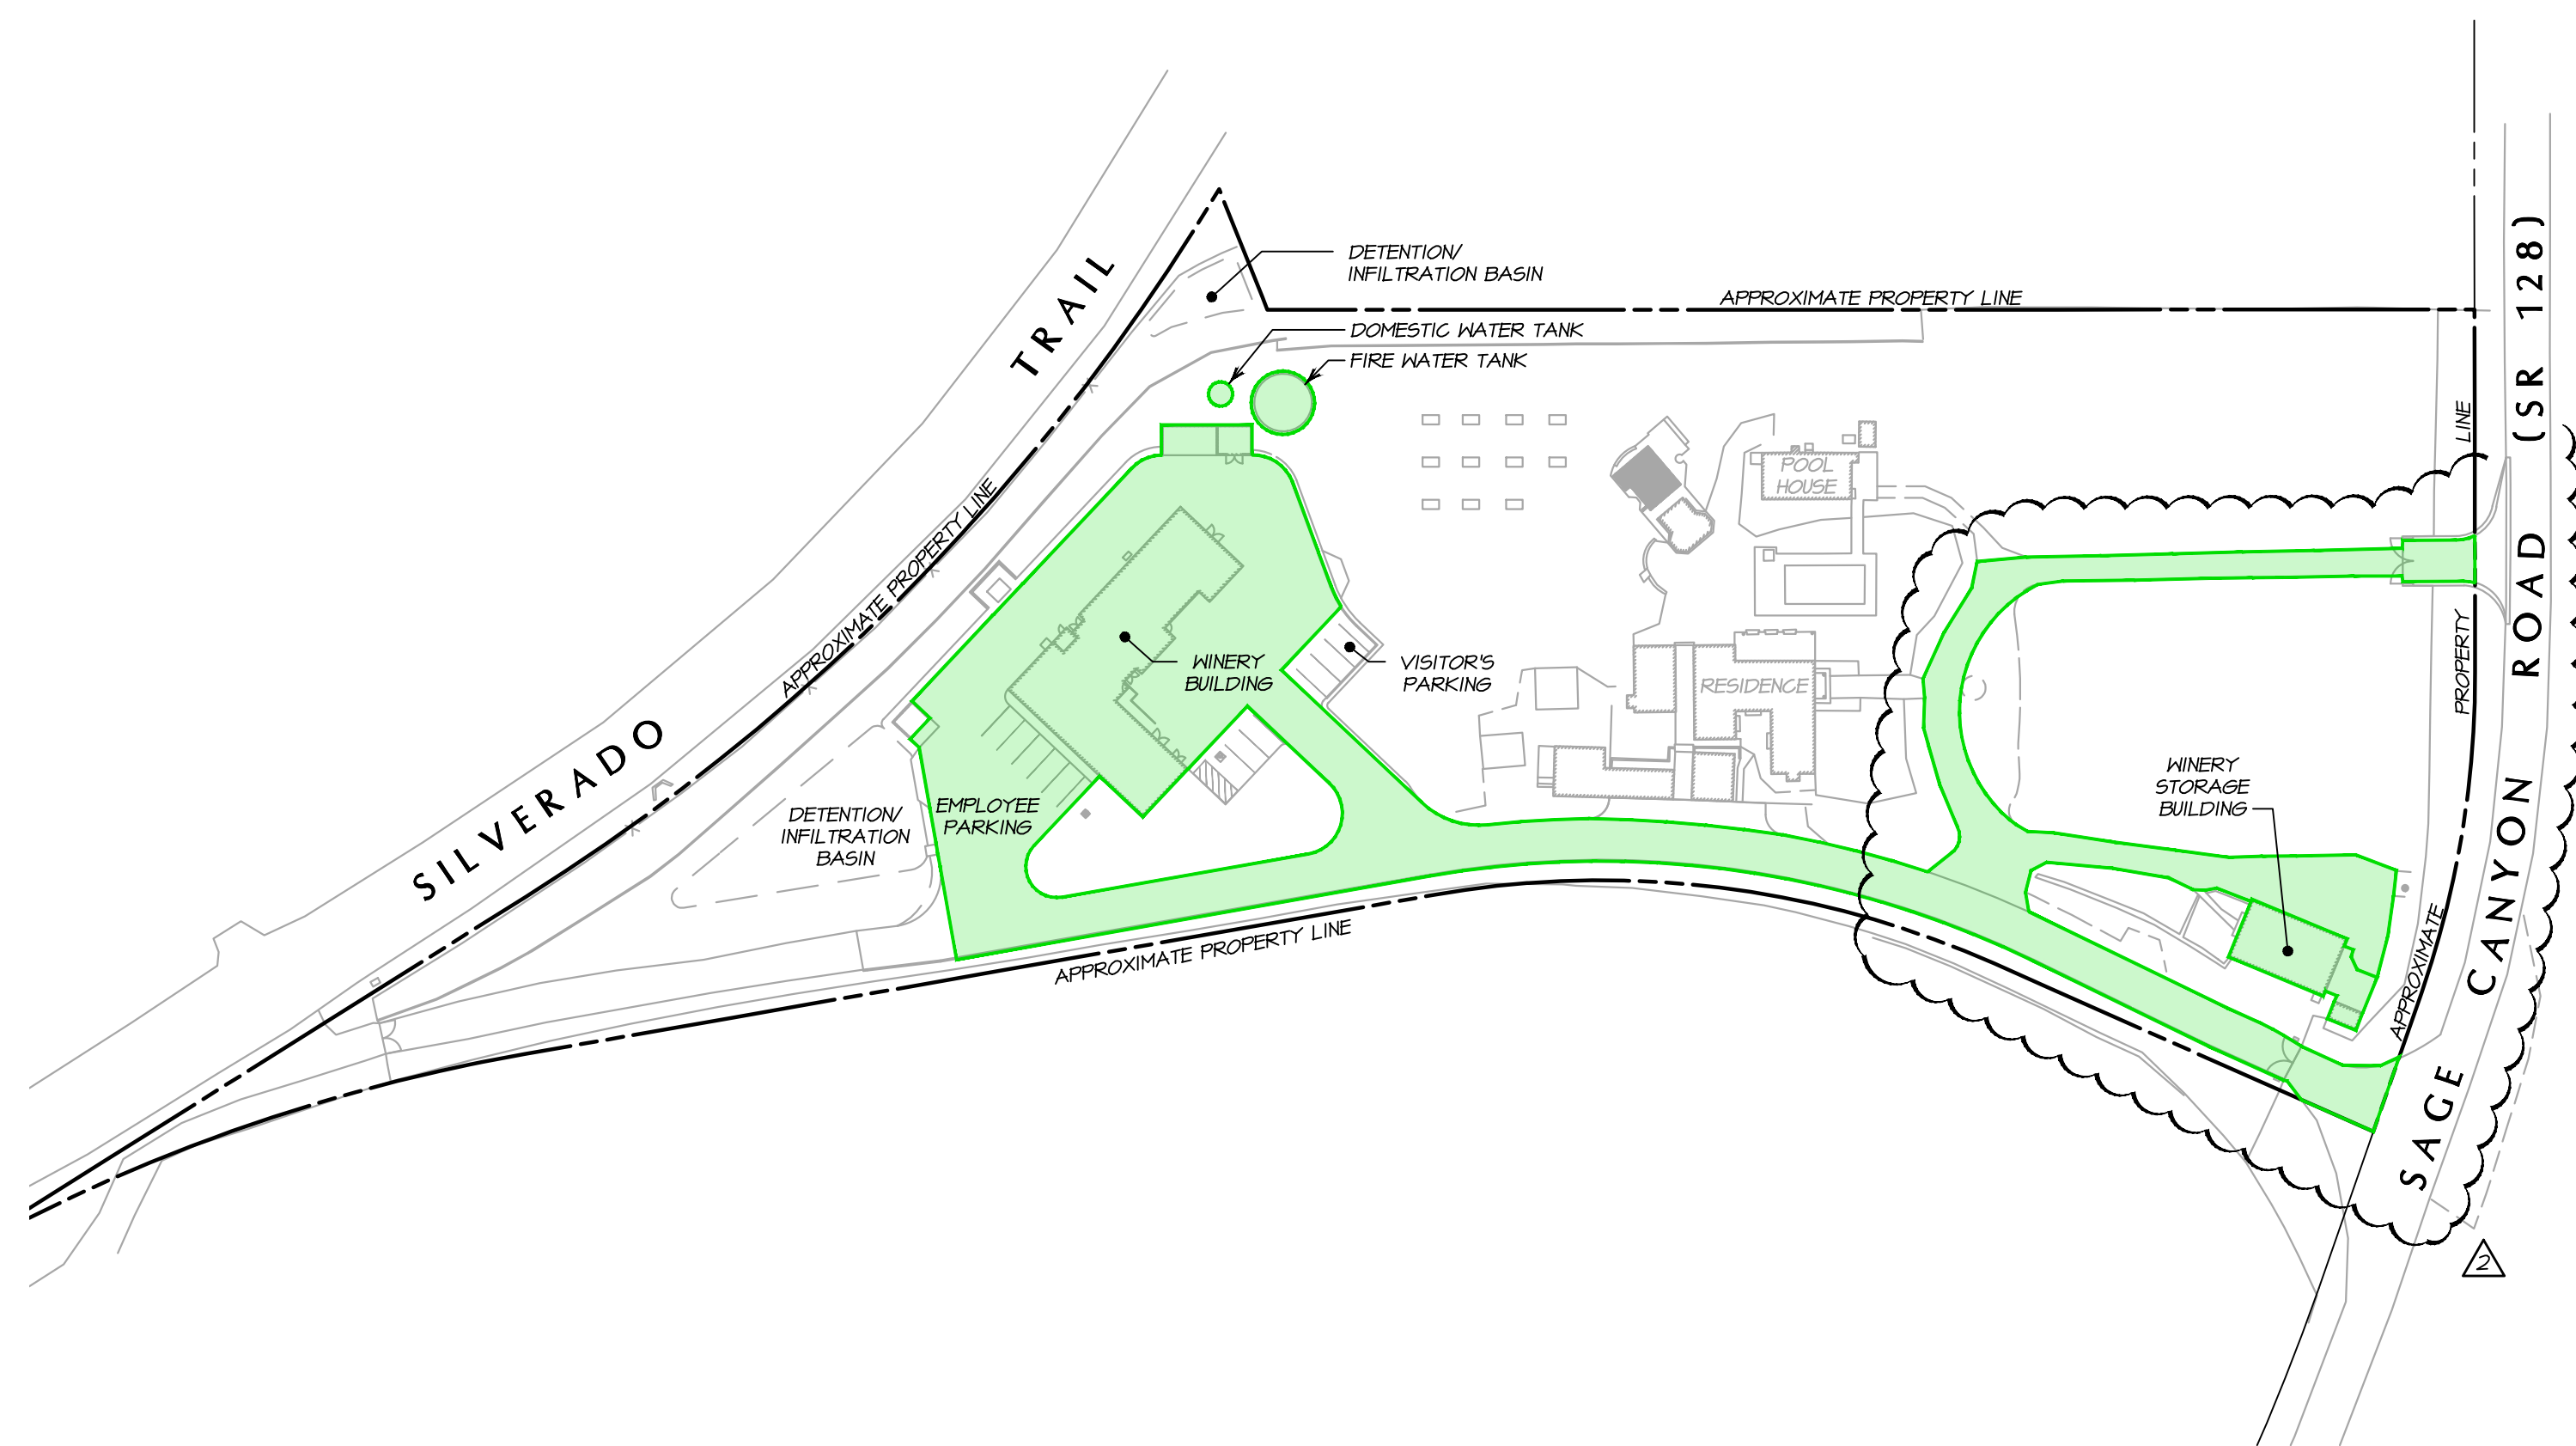 DETENTION/
INFILTRATION BASIN
APPROXIMATE PROPERTY LINE
DOMESTIC WATER TANK
FIRE WATER TANK
SILVERADO TRAIL
APPROXIMATE PROPERTY LINE
POOL
HOUSE
WINERY
BUILDING
VISITOR'S
PARKING
RESIDENCE
EMPLOYEE
PARKING
DETENTION/
INFILTRATION
BASIN
WINERY
STORAGE
BUILDING
APPROXIMATE PROPERTY LINE
APPROXIMATE PROPERTY LINE
SAGE CANYON ROAD (SR 128)
2